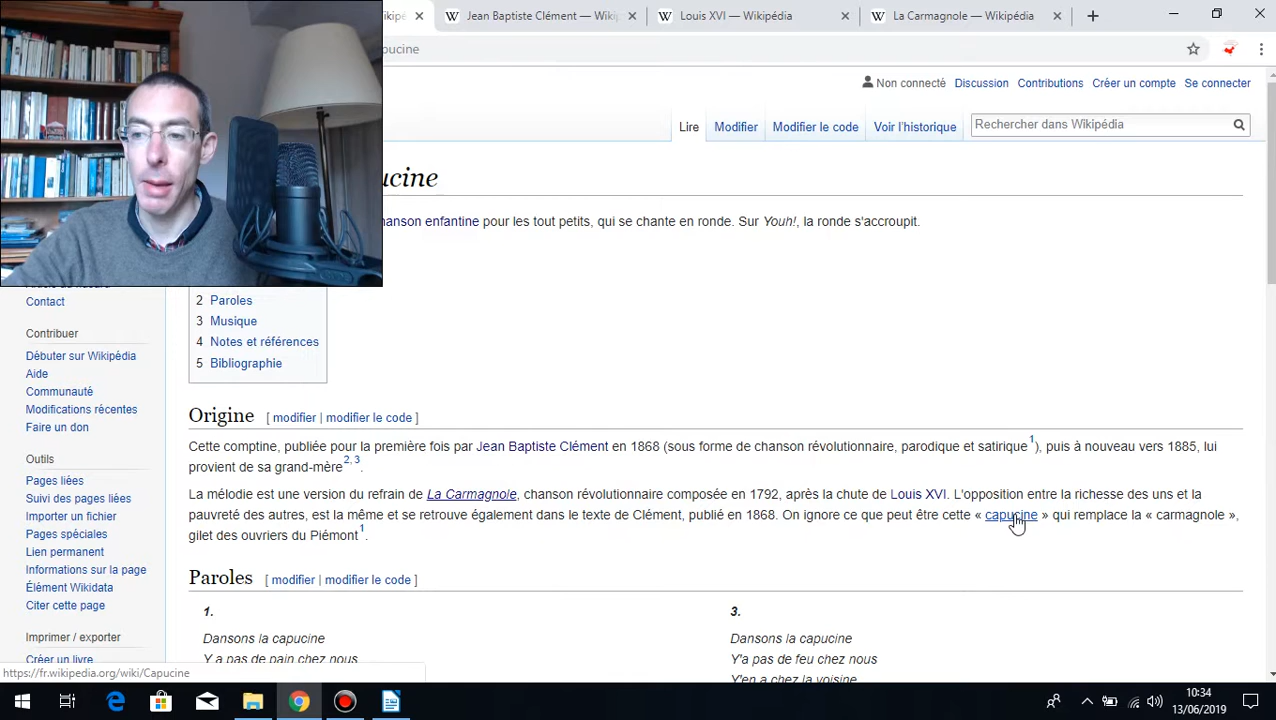 Jean Baptiste Clément — Wiki
Louis XVI — Wikipédia
La Carmagnole — Wikipédia
Non connecté Discussion Contributions Créer un compte Se connecter
Lire Modifier Modifier le code Voir l'historique Rechercher dans Wikipédia
ucine
hanson enfantine pour les tout petits, qui se chante en ronde. Sur Youh!, la ronde s'accroupit.
Contact
Contribuer
Débuter sur Wikipédia
Aide
Communauté
Modifications récentes
Faire un don
Outils
Pages liées
Suivi des pages liées
Importer un fichier
Pages spéciales
Lien permanent
Informations sur la page
Élément Wikidata
Citer cette page
Imprimer / exporter
Créer un livre
2 Paroles
3 Musique
4 Notes et références
5 Bibliographie
Origine [ modifier | modifier le code ]
Cette comptine, publiée pour la première fois par Jean Baptiste Clément en 1868 (sous forme de chanson révolutionnaire, parodique et satirique1), puis à nouveau vers 1885, lui
provient de sa grand-mère2, 3.
La mélodie est une version du refrain de La Carmagnole, chanson révolutionnaire composée en 1792, après la chute de Louis XVI. L'opposition entre la richesse des uns et la
pauvreté des autres, est la même et se retrouve également dans le texte de Clément, publié en 1868. On ignore ce que peut être cette « capucine » qui remplace la « carmagnole »,
gilet des ouvriers du Piémont1.
Paroles [ modifier | modifier le code ]
1.
Dansons la capucine
Y'a pas de pain chez nous
3.
Dansons la capucine
Y'a pas de feu chez nous
Y'en a chez la voisine
https://fr.wikipedia.org/wiki/Capucine
10:34
13/06/2019